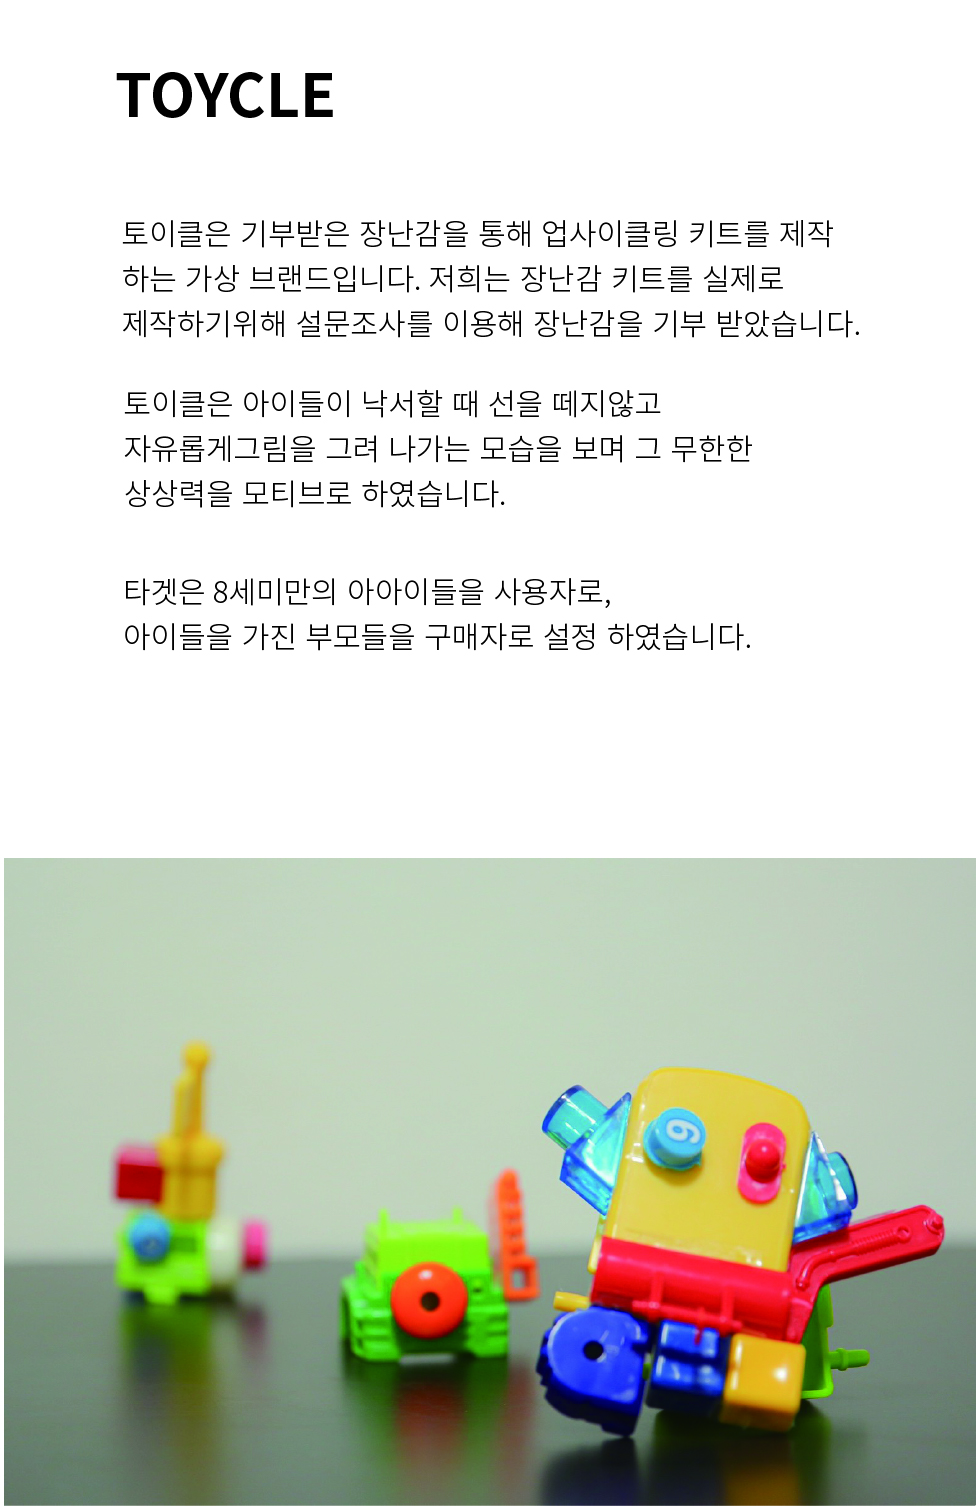 TOYCLE
토이클은 기부받은 장난감을 통해 업사이클링 키트를 제작
하는 가상 브랜드입니다. 저희는 장난감 키트를 실제로
제작하기위해 설문조사를 이용해 장난감을 기부 받았습니다.
토이클은 아이들이 낙서할 때 선을 떼지않고
자유롭게그림을 그려 나가는 모습을 보며 그 무한한
상상력을 모티브로 하였습니다.
타겟은 8세미만의 아아이들을 사용자로,
아이들을 가진 부모들을 구매자로 설정 하였습니다.
6